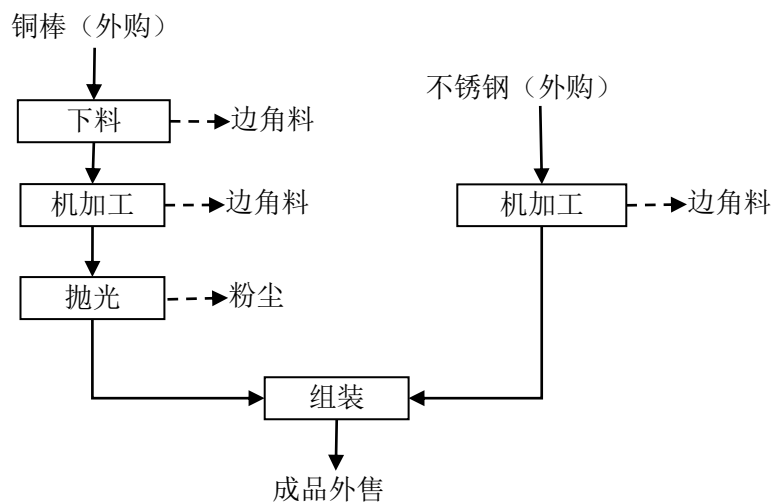 铜棒（外购）
不锈钢（外购）
下料
边角料
机加工
边角料
机加工
边角料
抛光
粉尘
组装
成品外售